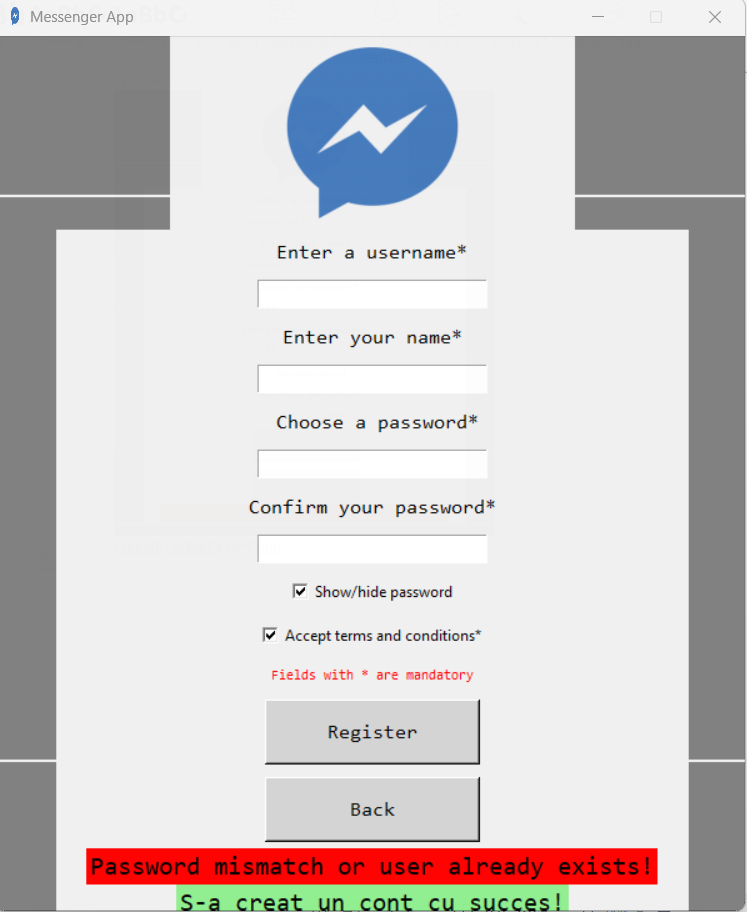 Messenger App
Enter a username*
Enter your name*
Choose a password*
Confirm your password*
Show/hide password
Accept terms and conditions*
Fields with * are mandatory
Register
Back
Password mismatch or user already exists!
S-a creat un cont cu succes!